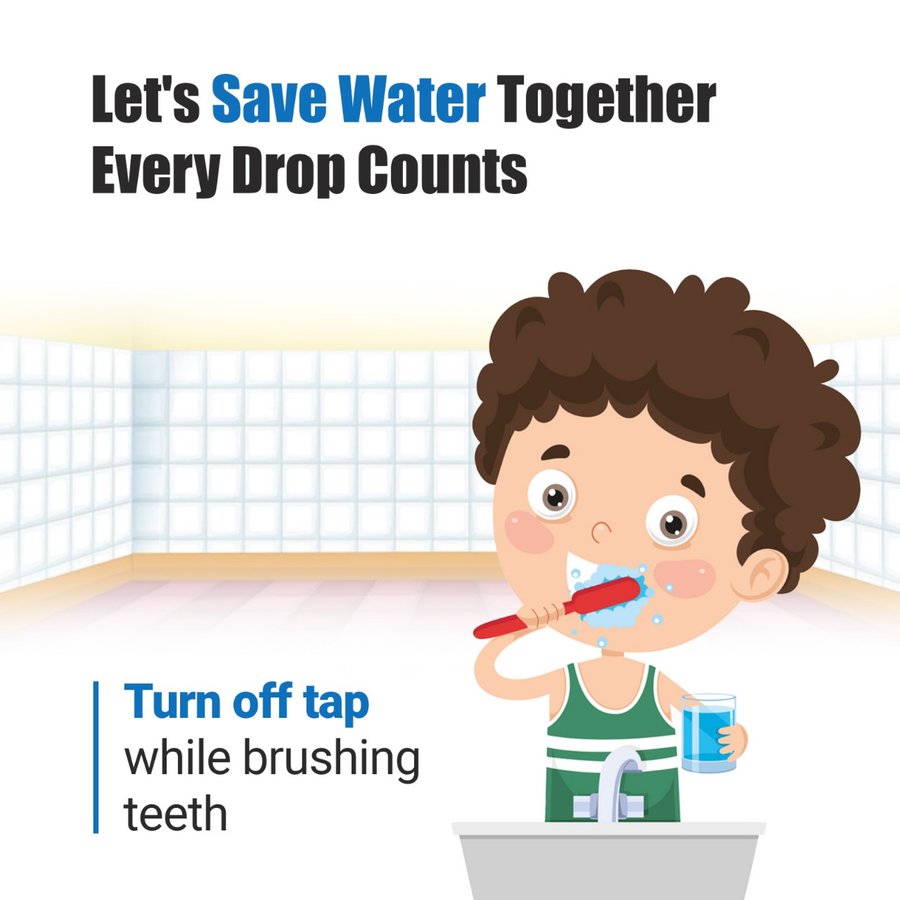 Let's Save Water Together
Every Drop Counts
Turn off tap
while brushing
teeth